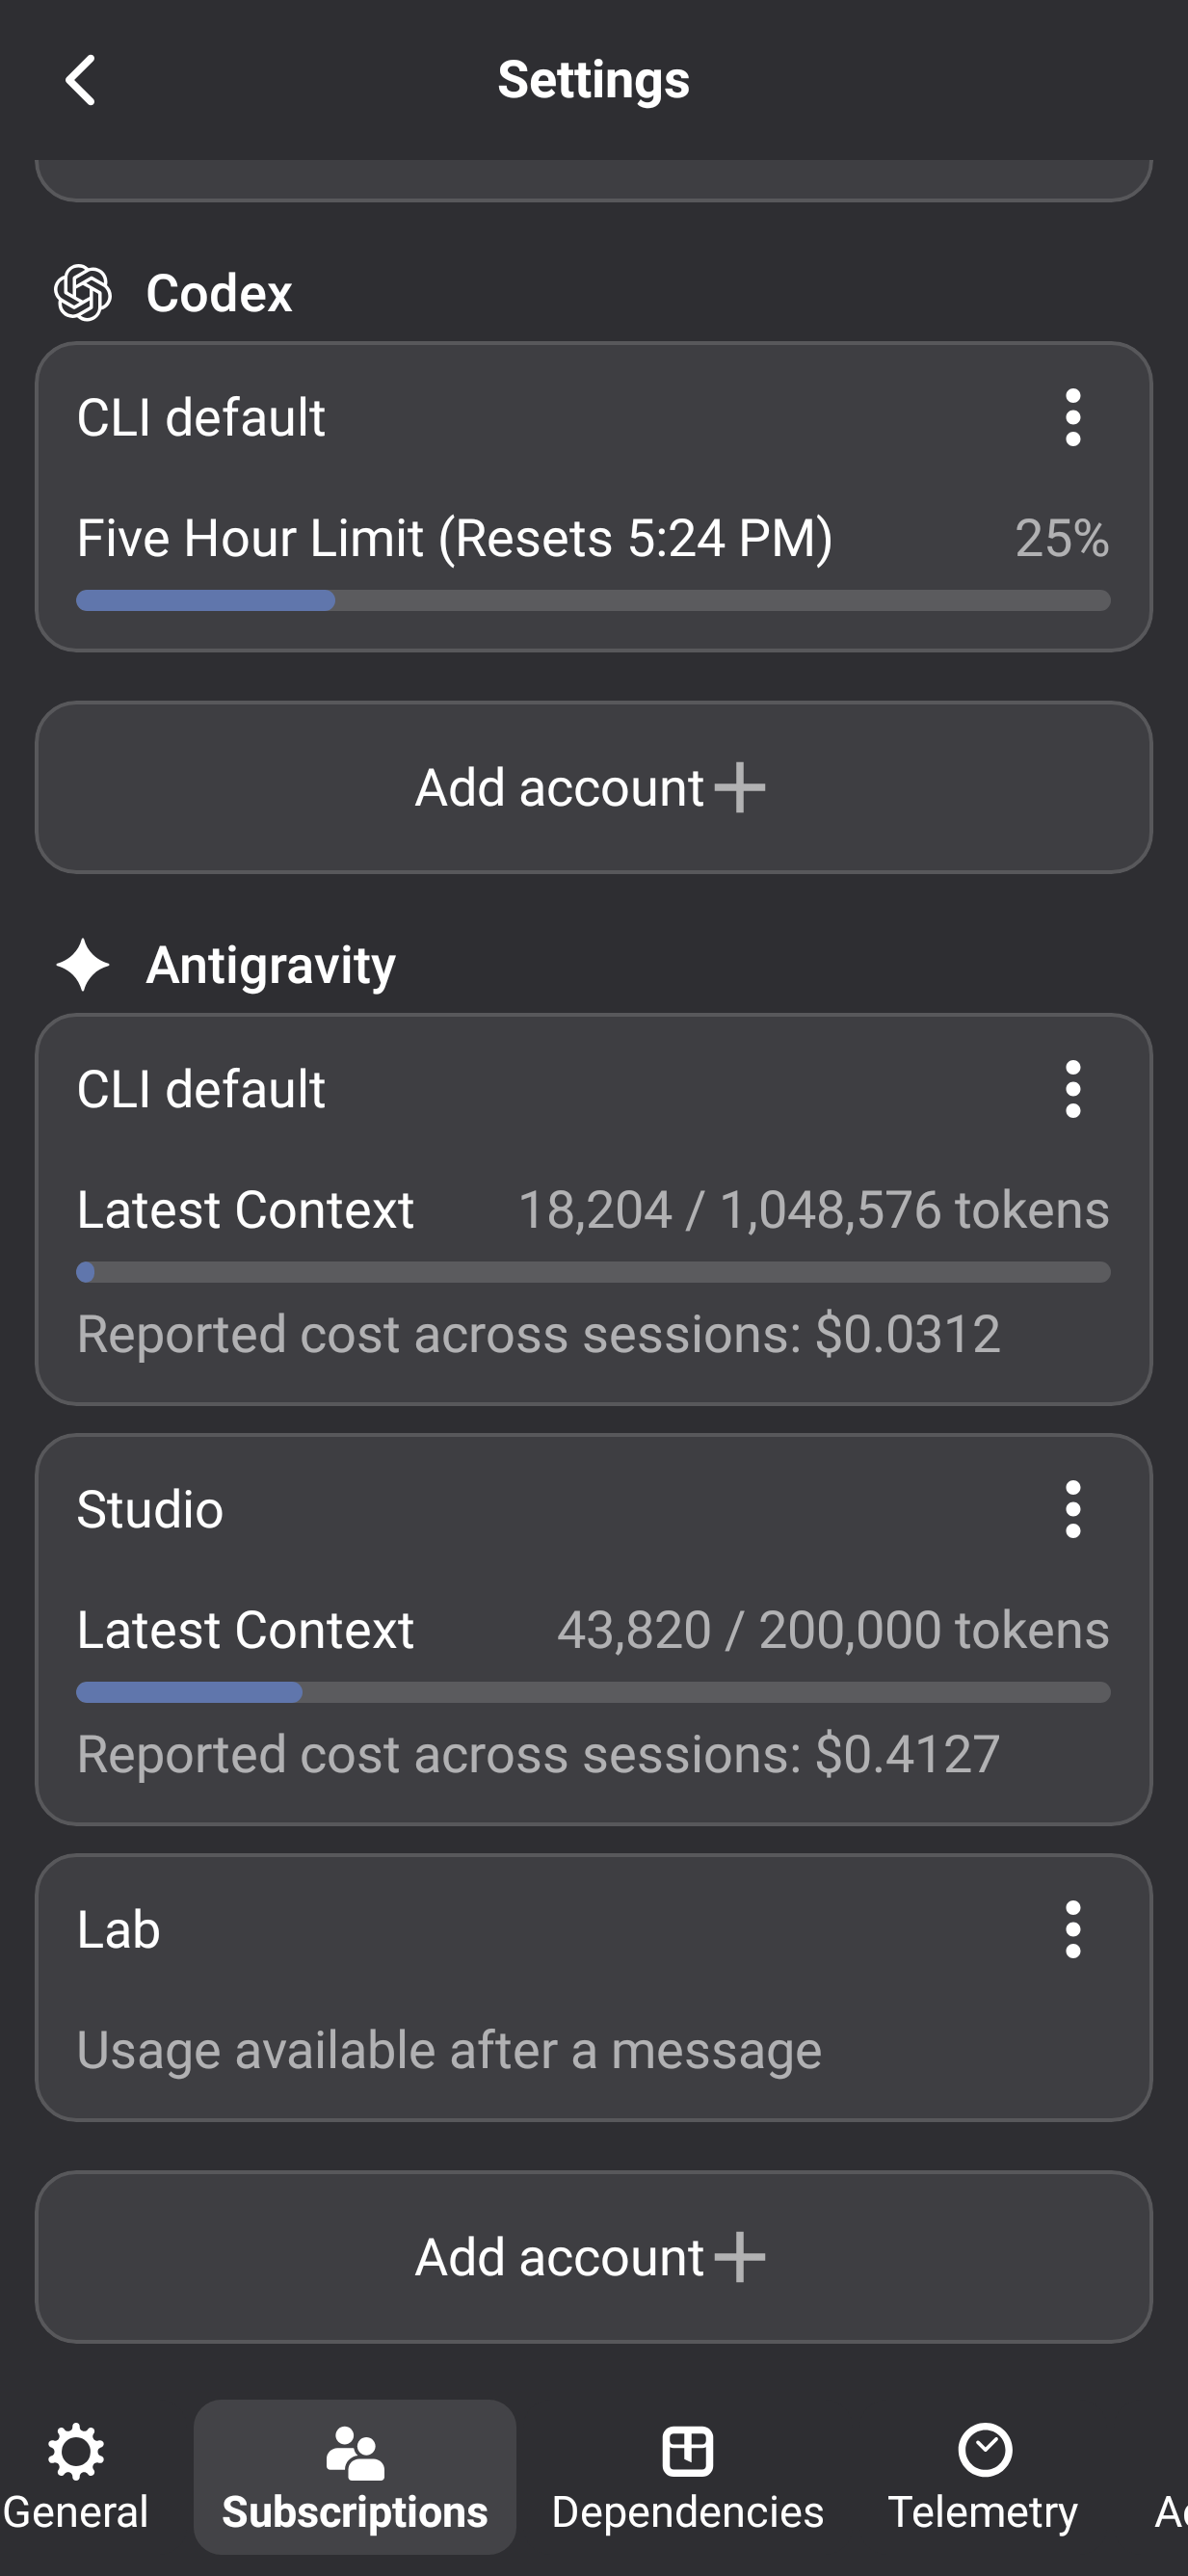 Settings
Codex
CLI default
Five Hour Limit (Resets 5:24 PM) 25%
Add account
Antigravity
CLI default
Latest Context 18,204 / 1,048,576 tokens
Reported cost across sessions: $0.0312
Studio
Latest Context 43,820 / 200,000 tokens
Reported cost across sessions: $0.4127
Lab
Usage available after a message
Add account
General Subscriptions Dependencies Telemetry